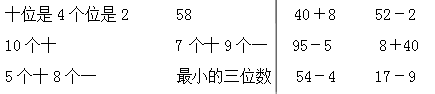 十位是4个位是2 58 40＋8 52－2
10个十 7个十9个一 95－5 8＋40
5个十8个一 最小的三位数 54－4 17－9